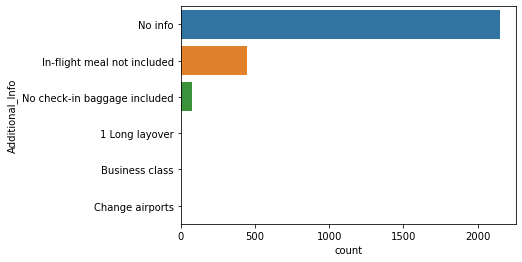 No info
In-flight meal not included
No check-in baggage included
1 Long layover
Business class
Change airports
Additional_Info
0 500 1000 1500 2000
count